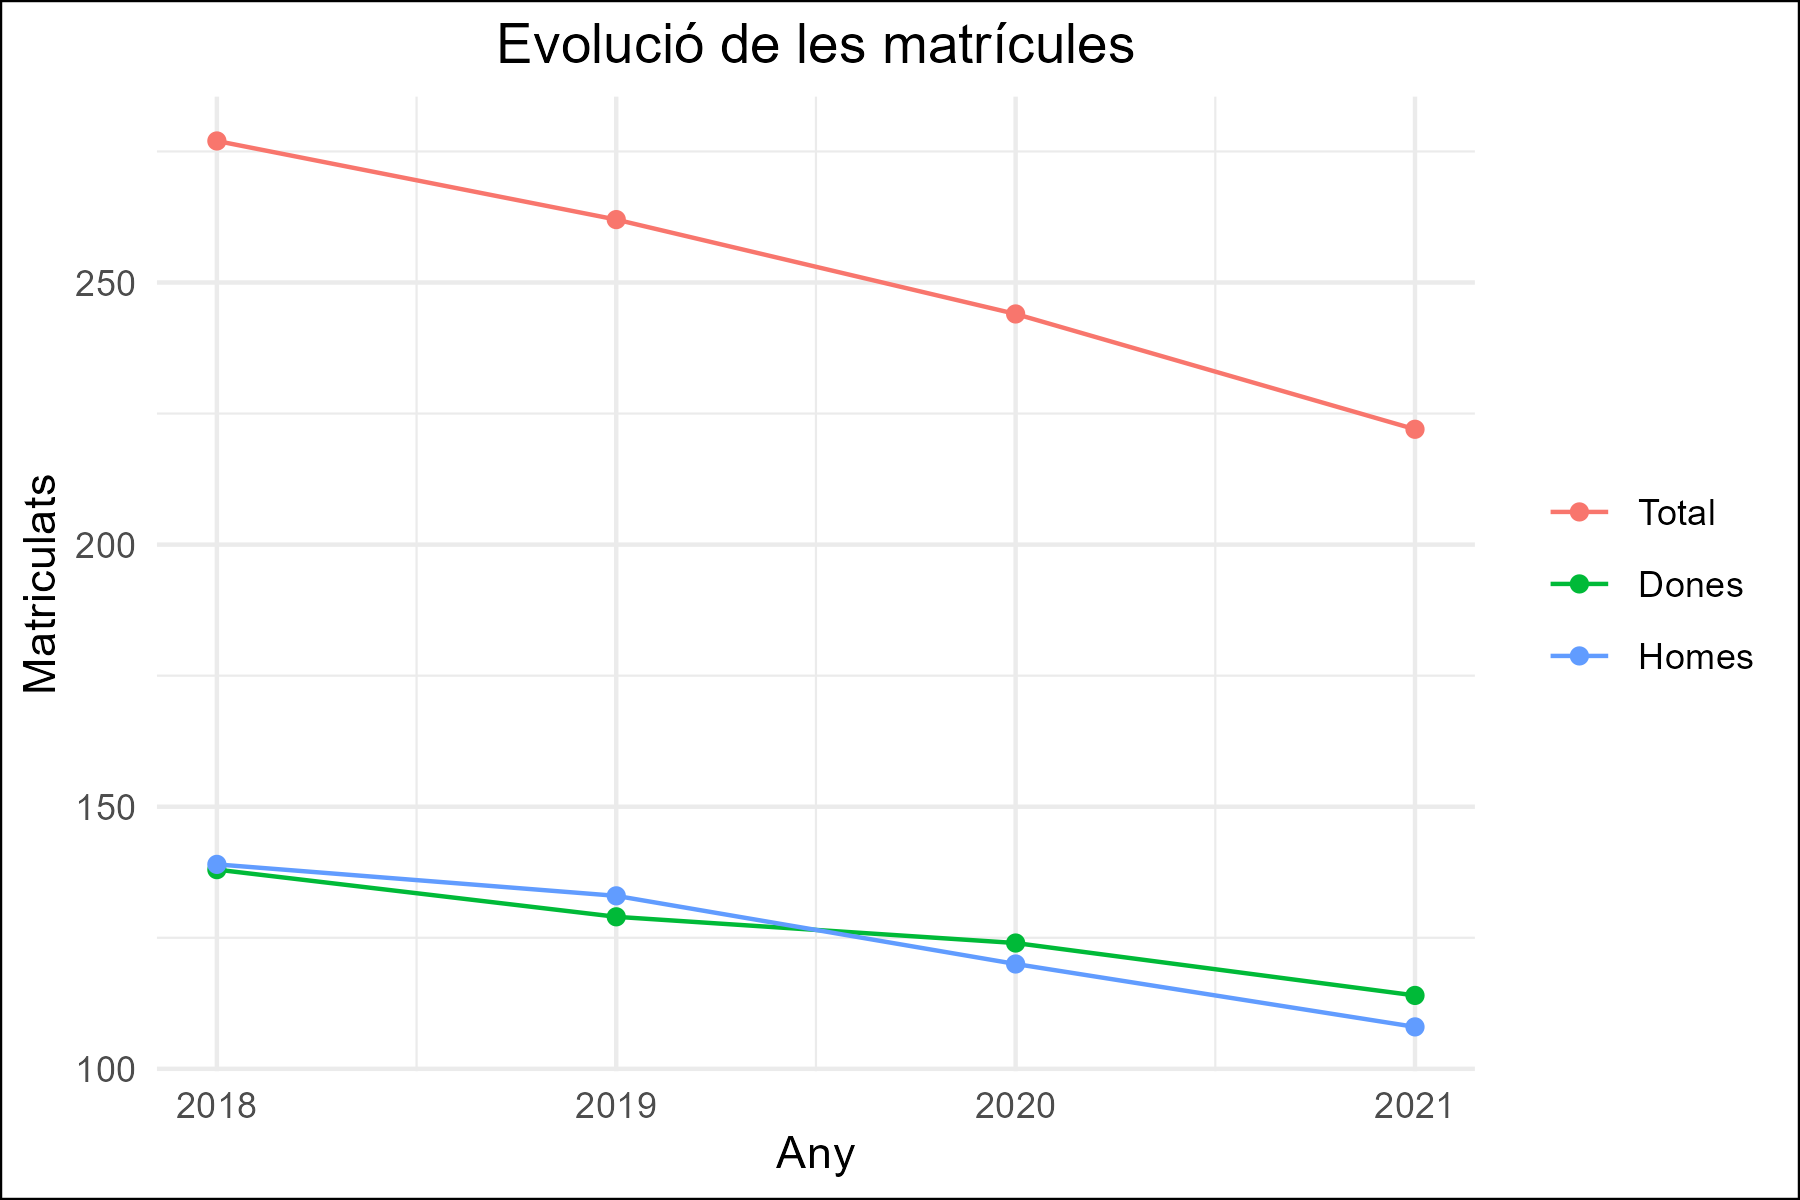 Evolució de les matrícules
Matriculats
250
200
150
100
2018
2019
2020
2021
Any
Total
Dones
Homes